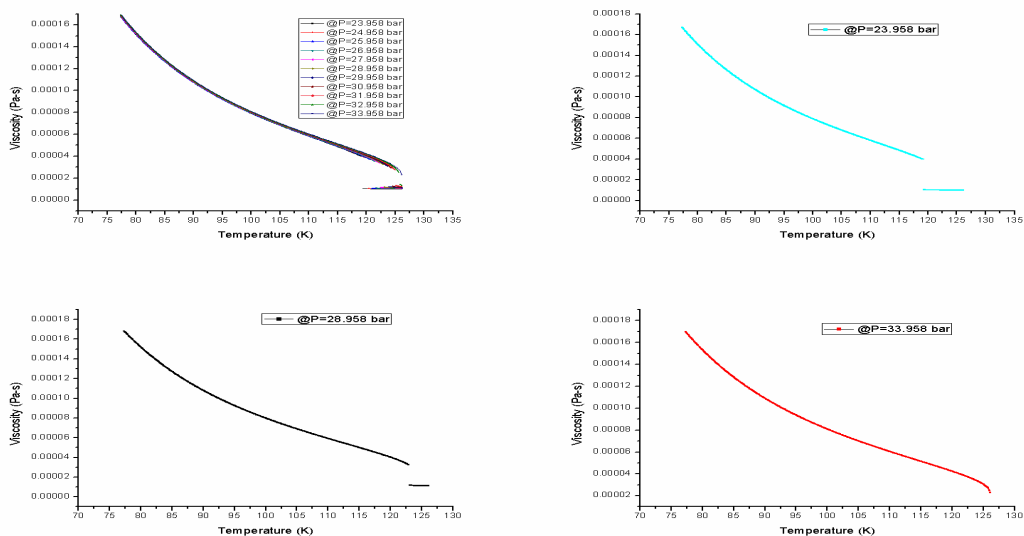 0.00016
0.00014
0.00012
0.00010
0.00008
0.00006
0.00004
0.00002
0.00000
Viscosity (Pa-s)
@P=23.958 bar
@P=24.958 bar
@P=25.958 bar
@P=26.958 bar
@P=27.958 bar
@P=28.958 bar
@P=29.958 bar
@P=30.958 bar
@P=31.958 bar
@P=32.958 bar
@P=33.958 bar
70 75 80 85 90 95 100 105 110 115 120 125 130 135
Temperature (K)
0.00018
0.00016
0.00014
0.00012
0.00010
0.00008
0.00006
0.00004
0.00002
0.00000
Viscosity (Pa-s)
@P=23.958 bar
70 75 80 85 90 95 100 105 110 115 120 125 130 135
Temperature (K)
0.00018
0.00016
0.00014
0.00012
0.00010
0.00008
0.00006
0.00004
0.00002
0.00000
Viscosity (Pa-s)
@P=28.958 bar
70 75 80 85 90 95 100 105 110 115 120 125 130
Temperature (K)
0.00018
0.00016
0.00014
0.00012
0.00010
0.00008
0.00006
0.00004
0.00002
Viscosity (Pa-s)
@P=33.958 bar
70 75 80 85 90 95 100 105 110 115 120 125 130
Temperature (K)